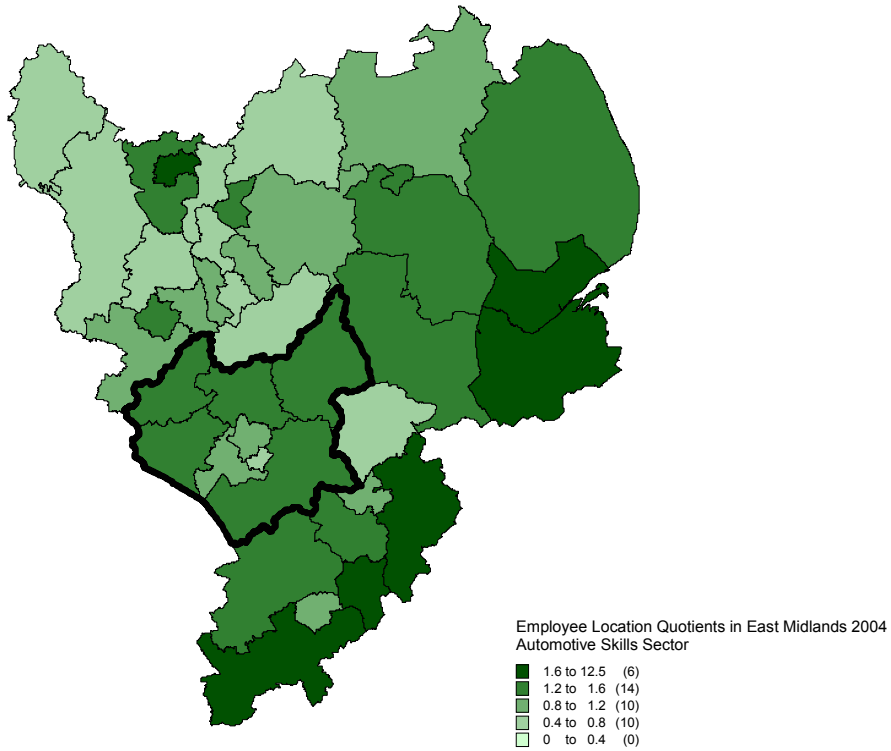 Employee Location Quotients in East Midlands 2004
Automotive Skills Sector
1.6 to 12.5 (6)
1.2 to 1.6 (14)
0.8 to 1.2 (10)
0.4 to 0.8 (10)
0 to 0.4 (0)